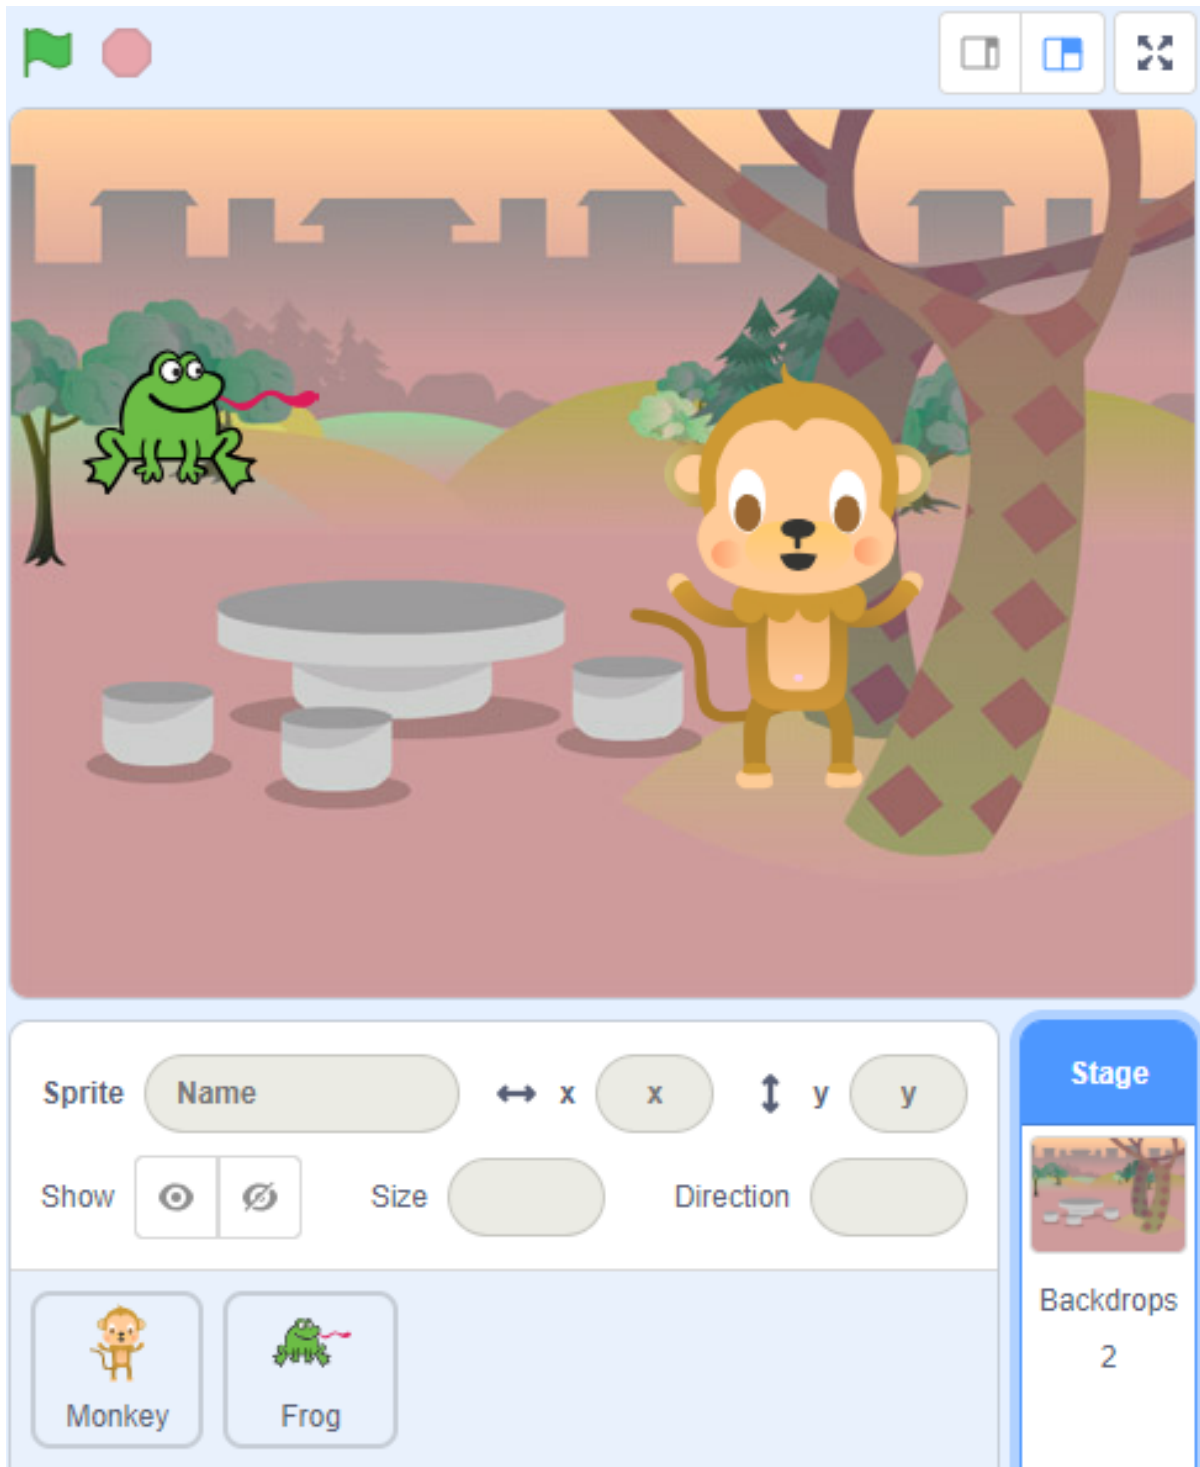 Sprite Name x x y y
Stage
Show Size Direction
Backdrops
2
Monkey Frog